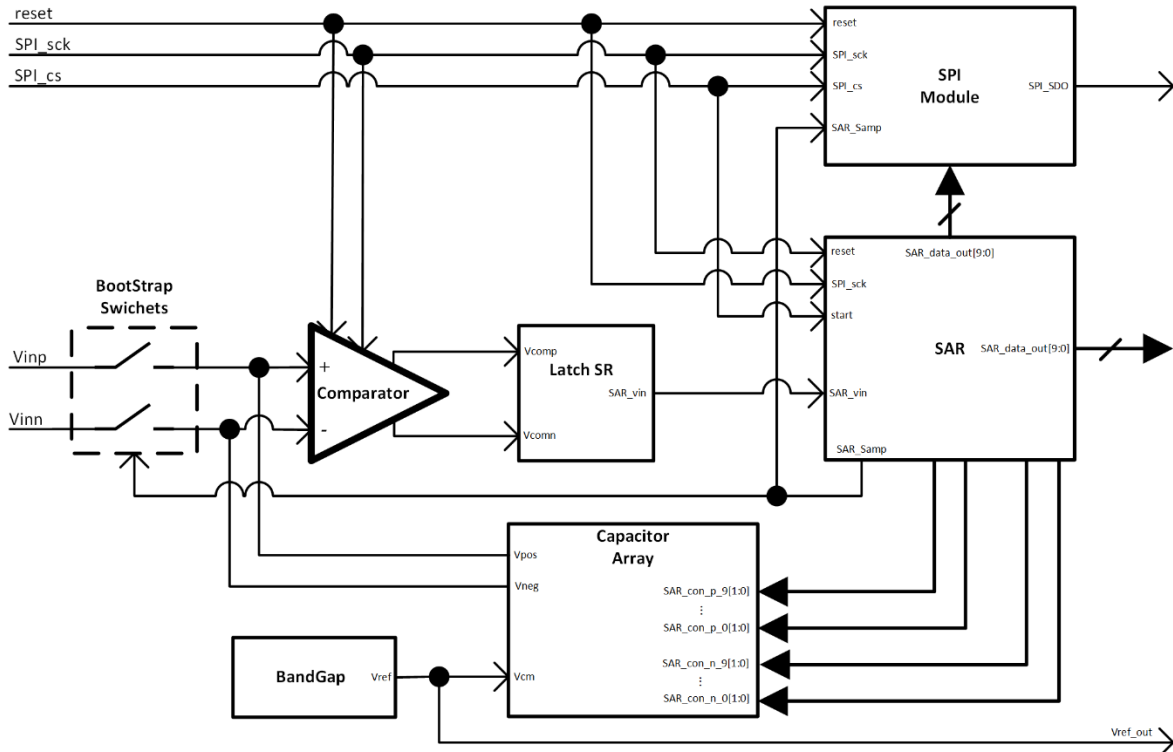 reset
SPI_sck
SPI_cs
reset
SPI_sck
SPI_cs
SAR_Samp
SPI
Module
SPI_SDO
BootStrap
Swichets
Vinp
Vinn
+
Comparator
-
Vcomp
Latch SR
SAR_vin
Vcomn
SAR_data_out[9:0]
reset
SPI_sck
start
SAR
SAR_data_out[9:0]
SAR_vin
SAR_Samp
Capacitor
Array
Vpos
Vneg
SAR_con_p_9[1:0]
⋮
SAR_con_p_0[1:0]
SAR_con_n_9[1:0]
⋮
SAR_con_n_0[1:0]
Vcm
BandGap
Vref
Vref_out